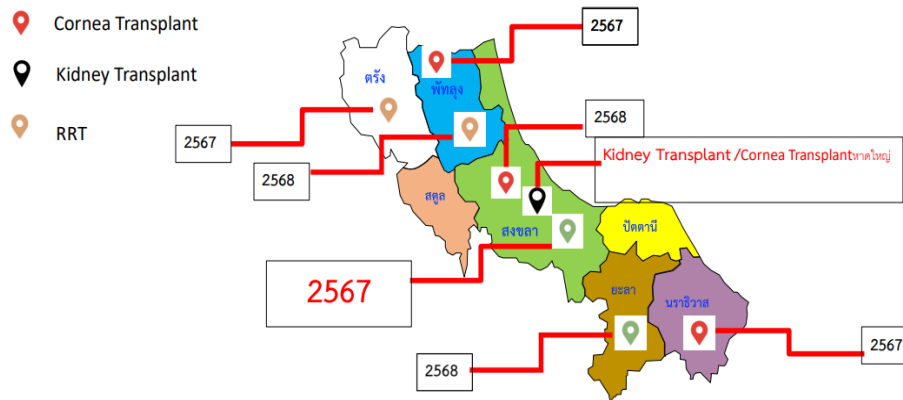 Cornea Transplant
2567
Kidney Transplant
ตรัง
พัทลุง
RRT
2567
2568
2568
Kidney Transplant /Cornea Transplantหาดใหญ่
สตูล
สงขลา
ปัตตานี
2567
ยะลา
นราธิวาส
2568
2567